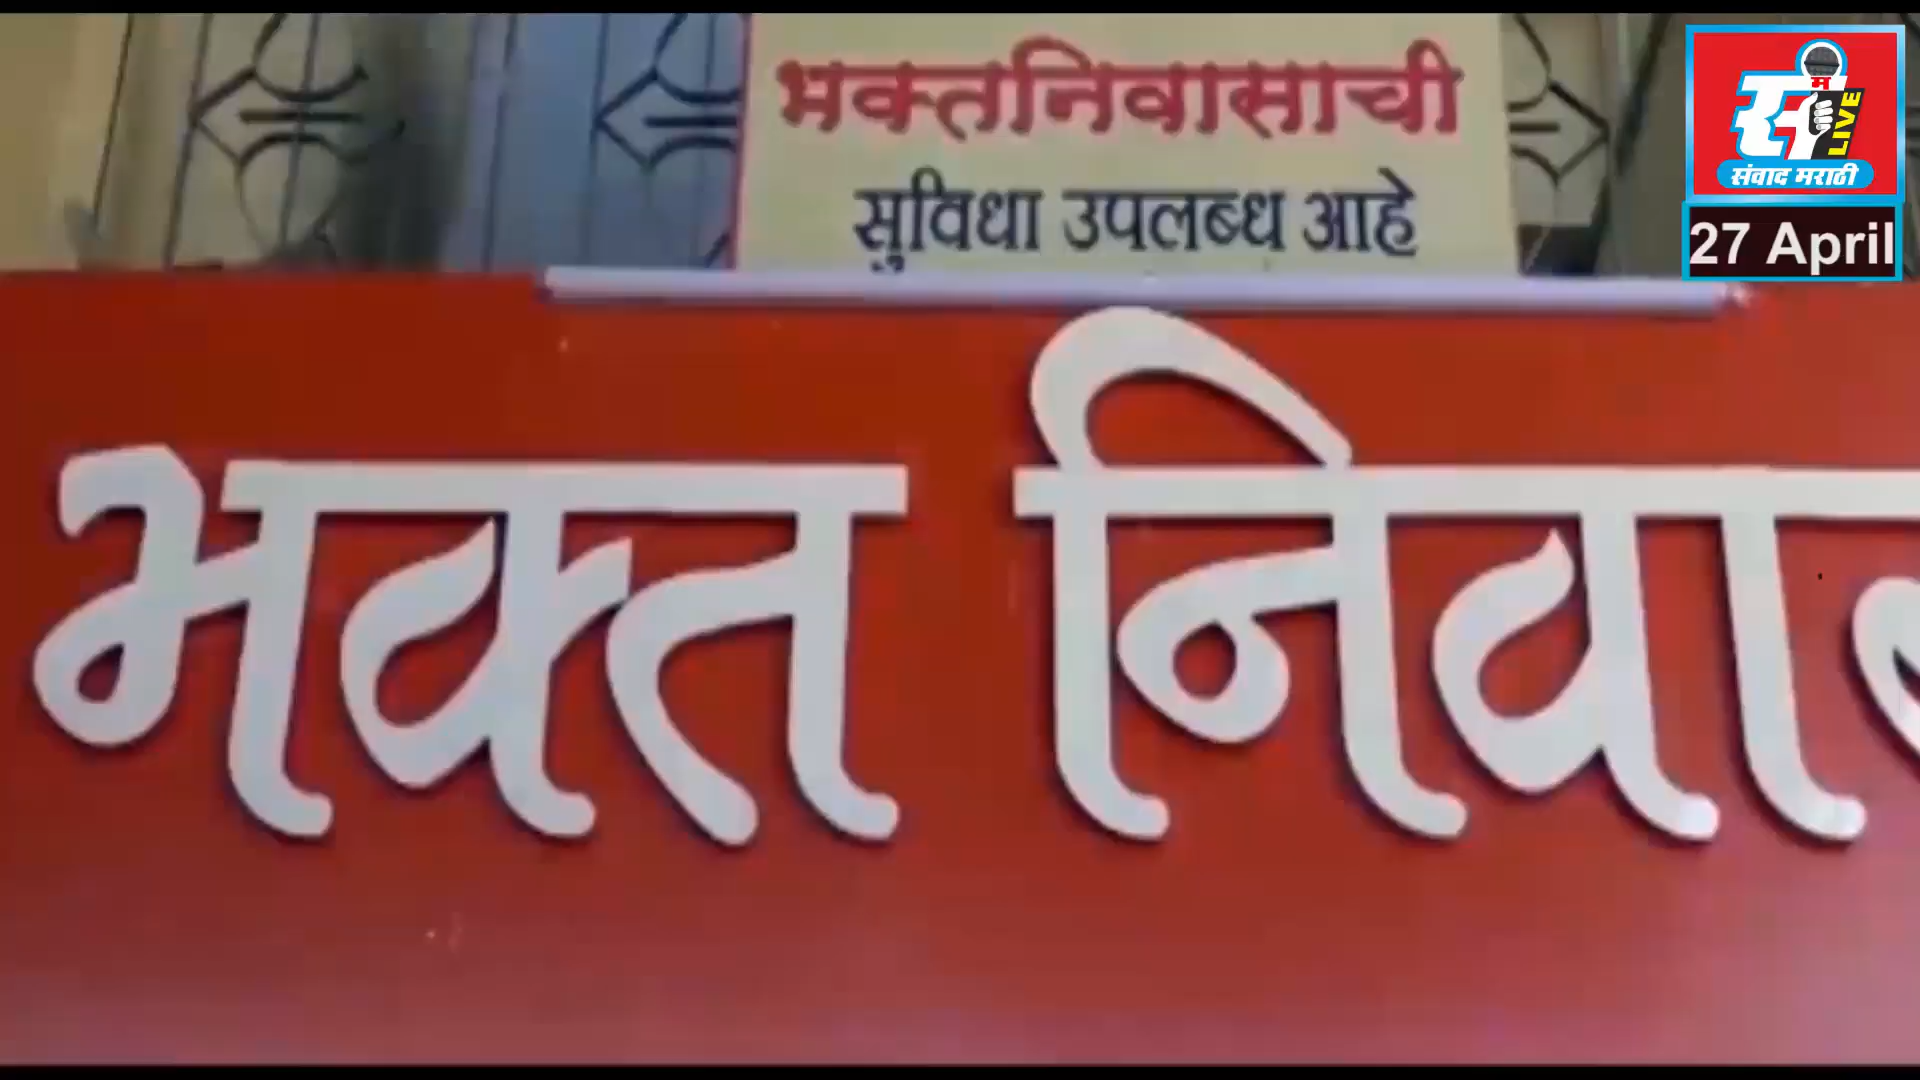 भक्तनिवासाची
सुविधा उपलब्ध आहे
भक्त निवा
म
LIVE
संवाद मराठी
27 April